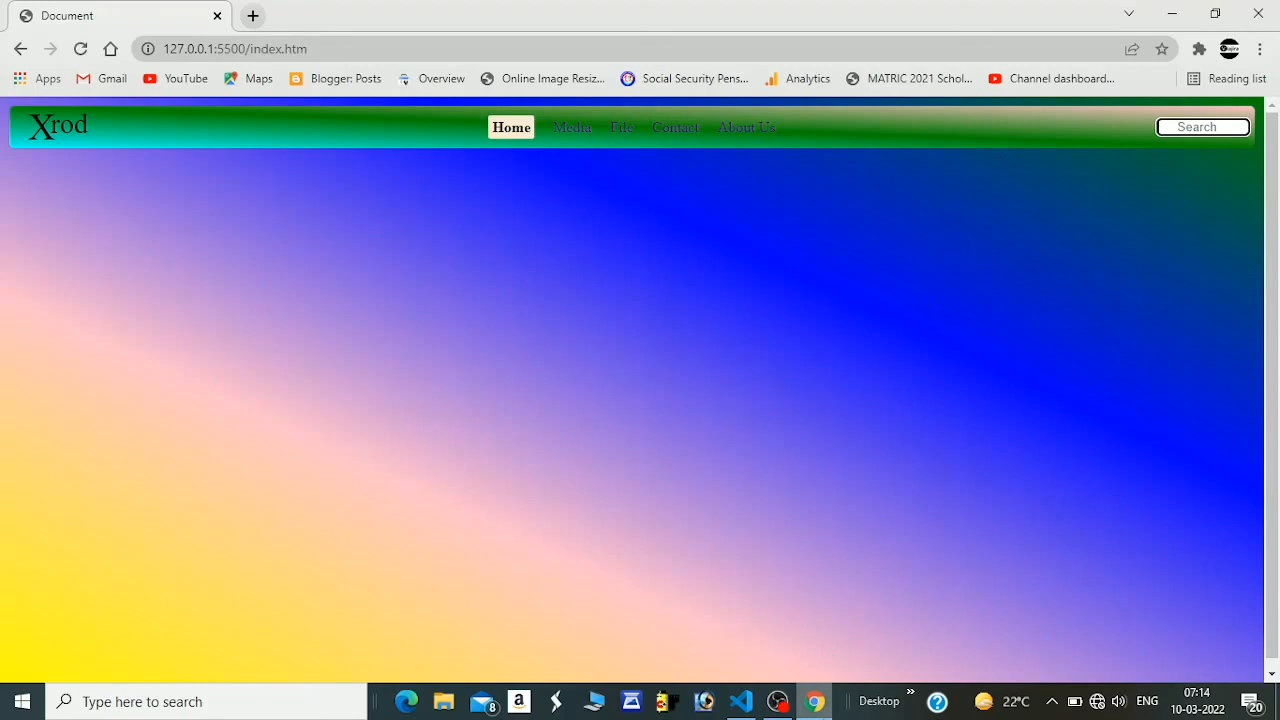 Document
127.0.0.1:5500/index.htm
Apps Gmail YouTube Maps Blogger: Posts Overview Online Image Resiz... Social Security Pens... Analytics MATRIC 2021 Schol... Channel dashboard... Reading list
Xrod Home Media File Contact About Us Search
Type here to search 8 a Desktop » 22°C ENG 07:14
10-03-2022 20